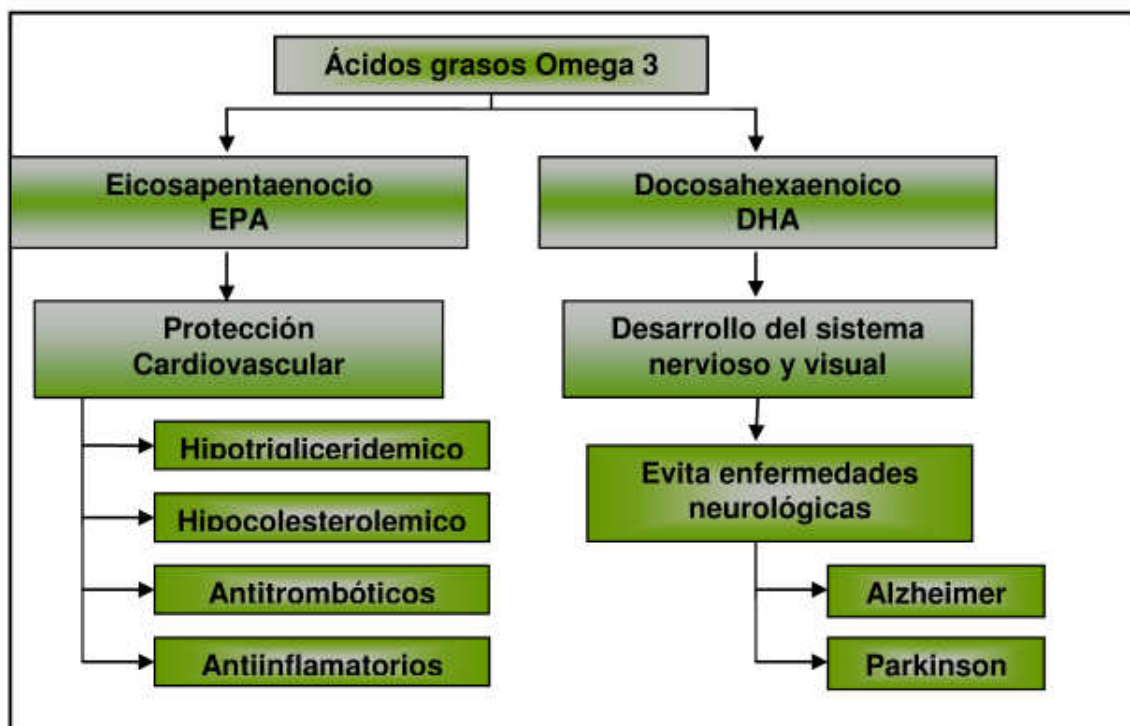 Ácidos grasos Omega 3
Eicosapentaenocio
EPA
Docosahexaenoico
DHA
Protección
Cardiovascular
Desarrollo del sistema
nervioso y visual
Hipotrigliceridemico
Hipocolesterolemico
Antitrombóticos
Antiinflamatorios
Evita enfermedades
neurológicas
Alzheimer
Parkinson